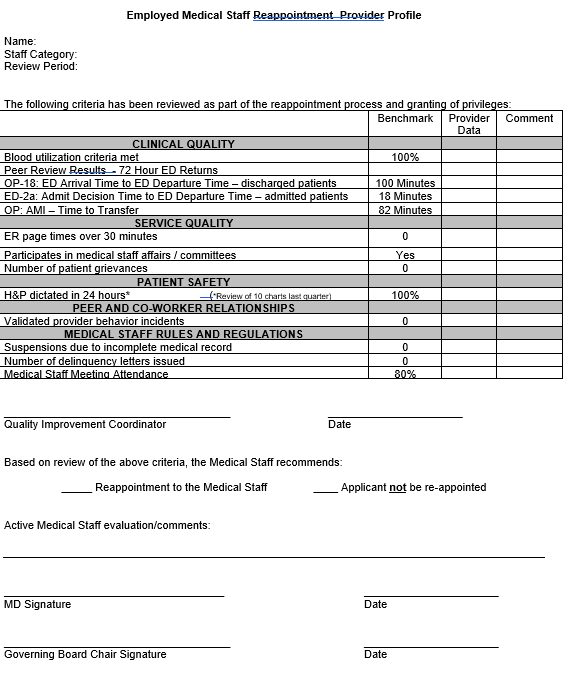 Employed Medical Staff Reappointment Provider Profile
Name:
Staff Category:
Review Period:
The following criteria has been reviewed as part of the reappointment process and granting of privileges:
Benchmark Provider Data Comment
CLINICAL QUALITY
Blood utilization criteria met 100%
Peer Review Results - 72 Hour ED Returns
OP-18: ED Arrival Time to ED Departure Time – discharged patients 100 Minutes
ED-2a: Admit Decision Time to ED Departure Time – admitted patients 18 Minutes
OP: AMI – Time to Transfer 82 Minutes
SERVICE QUALITY
ER page times over 30 minutes 0
Participates in medical staff affairs / committees Yes
Number of patient grievances 0
PATIENT SAFETY
H&P dictated in 24 hours* (*Review of 10 charts last quarter) 100%
PEER AND CO-WORKER RELATIONSHIPS
Validated provider behavior incidents 0
MEDICAL STAFF RULES AND REGULATIONS
Suspensions due to incomplete medical record 0
Number of delinquency letters issued 0
Medical Staff Meeting Attendance 80%
Quality Improvement Coordinator Date
Based on review of the above criteria, the Medical Staff recommends:
_____ Reappointment to the Medical Staff ____ Applicant not be re-appointed
Active Medical Staff evaluation/comments:
MD Signature Date
Governing Board Chair Signature Date